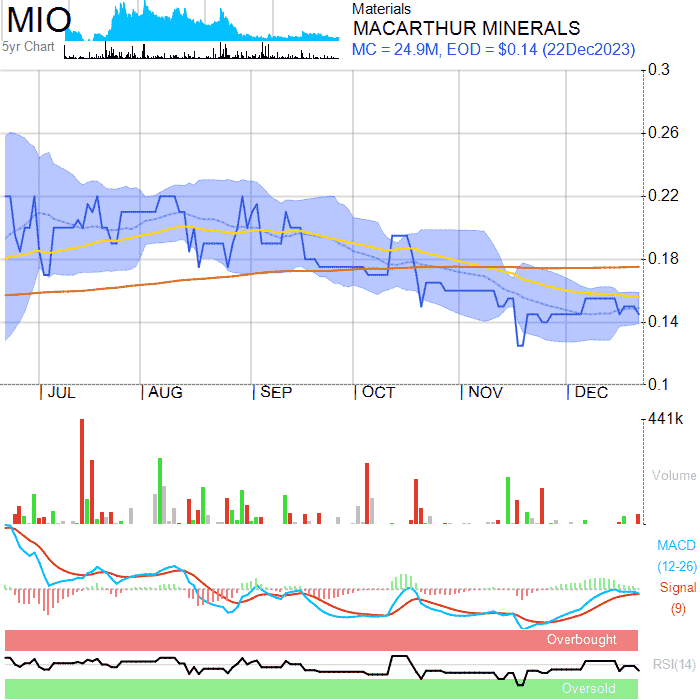 MIO
5yr Chart
Materials
MACARTHUR MINERALS
MC = 24.9M, EOD = $0.14 (22Dec2023)
0.3
0.26
0.22
0.18
0.14
0.1
JUL AUG SEP OCT NOV DEC
441k
Volume
MACD
(12-26)
Signal
(9)
Overbought
RSI(14)
Oversold